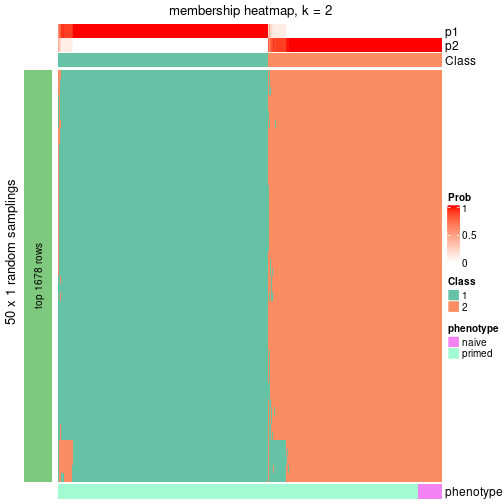 membership heatmap, k = 2
p1
p2
Class
50 x 1 random samplings
top 1678 rows
Prob
1
0.5
0
Class
1
2
phenotype
naive
primed
phenotype